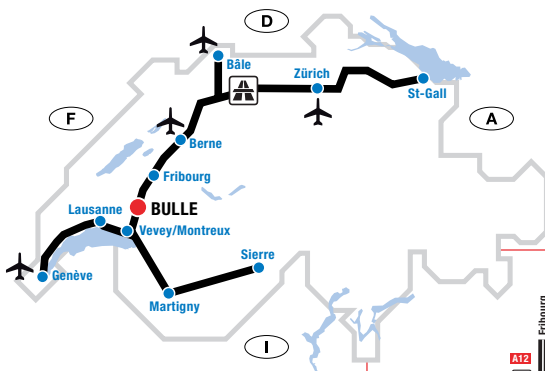 D
Bâle
Zürich
St-Gall
F
A
Berne
Fribourg
BULLE
Lausanne
Vevey/Montreux
Sierre
Genève
Martigny
I
Fribourg
A12